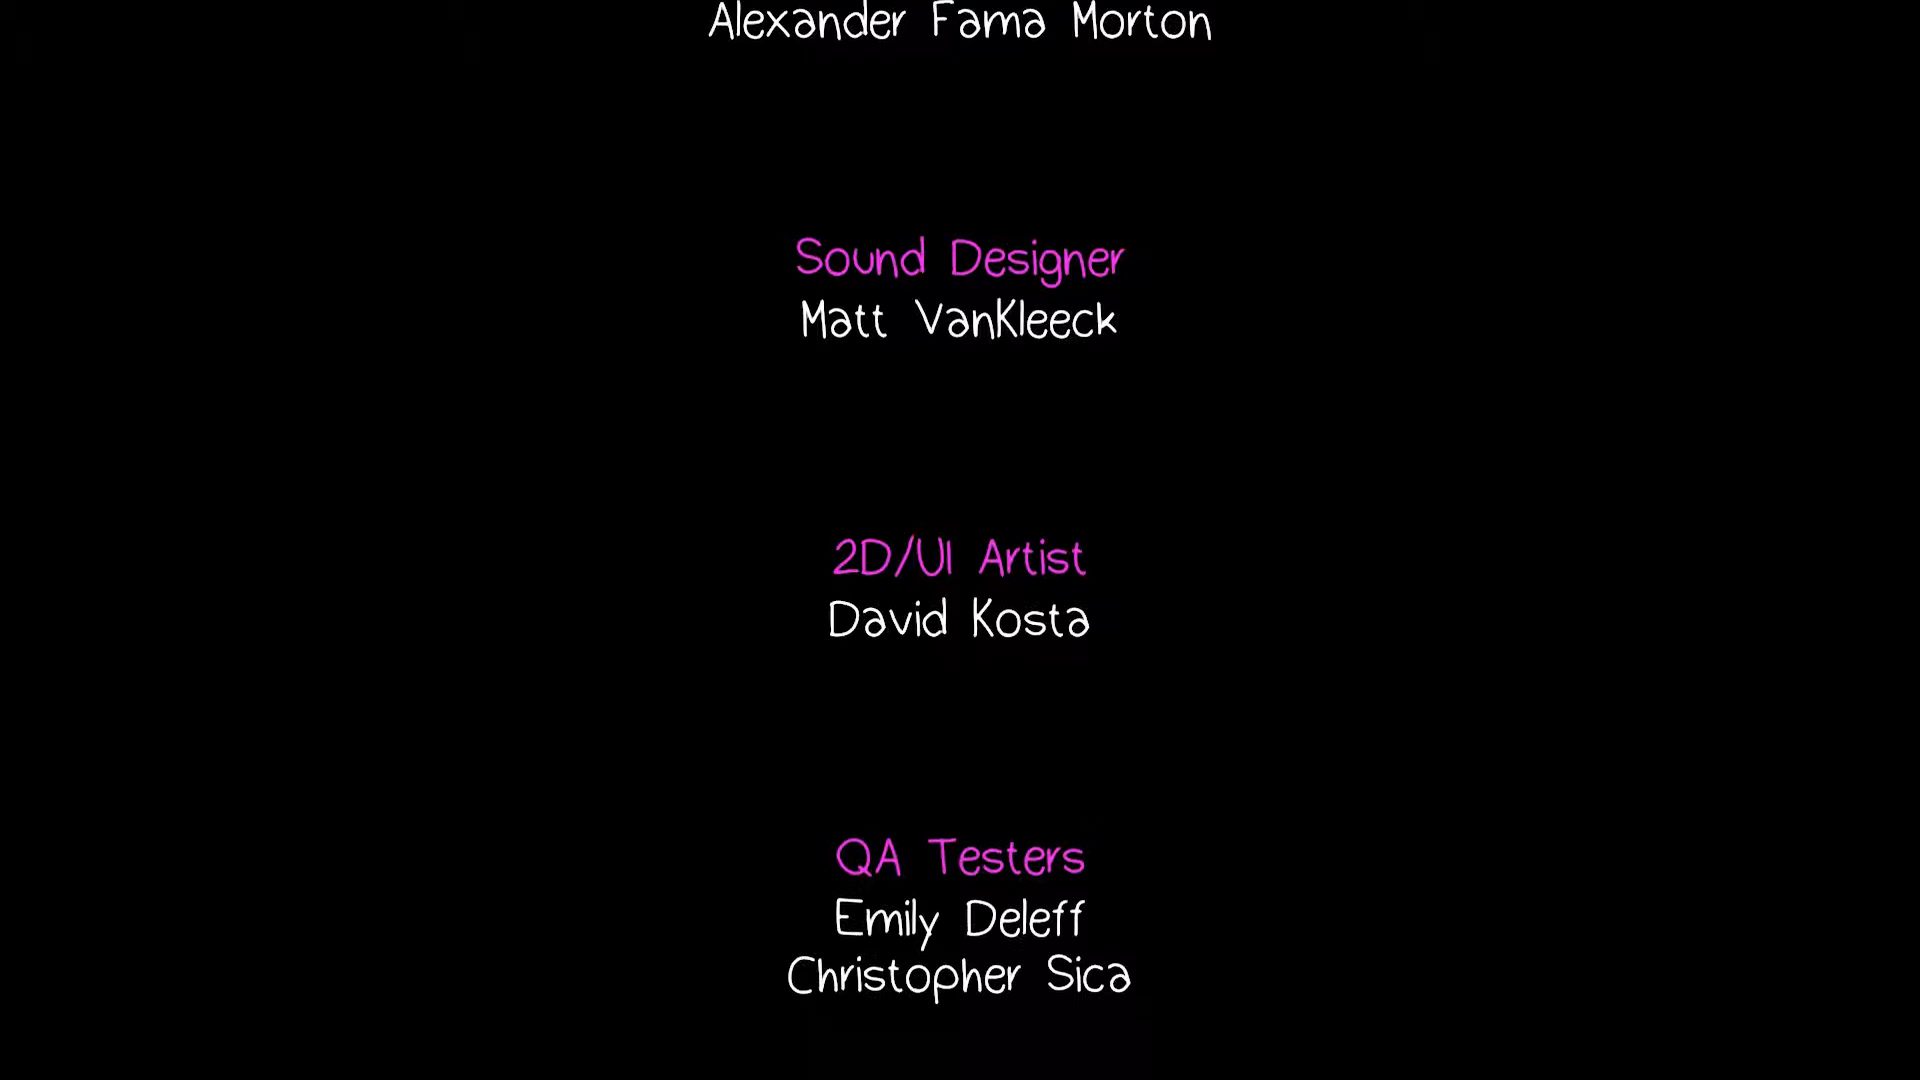 Alexander Fama Morton
Sound Designer
Matt VanKleeck
2D/UI Artist
David Kosta
QA Testers
Emily Deleff
Christopher Sica